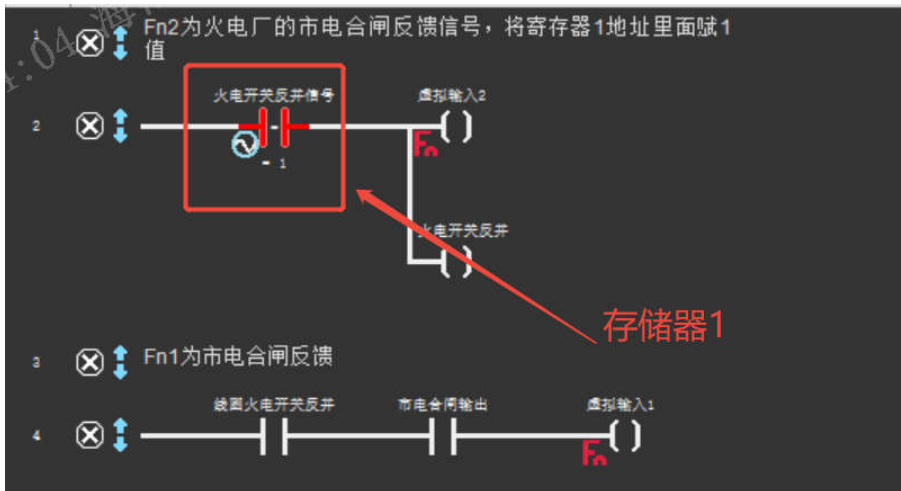 1 Fn2为火电厂的市电合闸反馈信号，将寄存器1地址里面赋1
值
火电开关反并信号 虚拟输入2
2
Fn
- 1
火电开关反并
存储器1
3 Fn1为市电合闸反馈
线圈火电开关反并 市电合闸输出 虚拟输入1
4
Fn